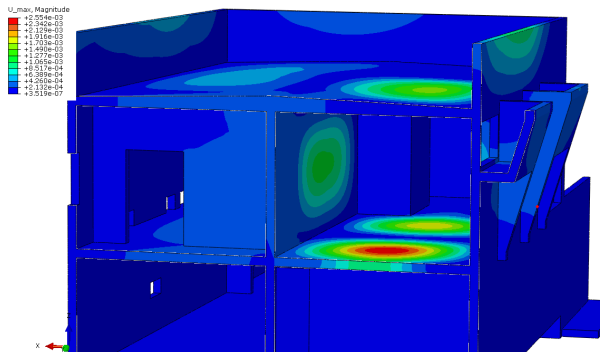 U_max, Magnitude
+2.554e-03
+2.342e-03
+2.129e-03
+1.916e-03
+1.703e-03
+1.490e-03
+1.277e-03
+1.065e-03
+8.517e-04
+6.389e-04
+4.260e-04
+2.132e-04
+3.519e-07
X